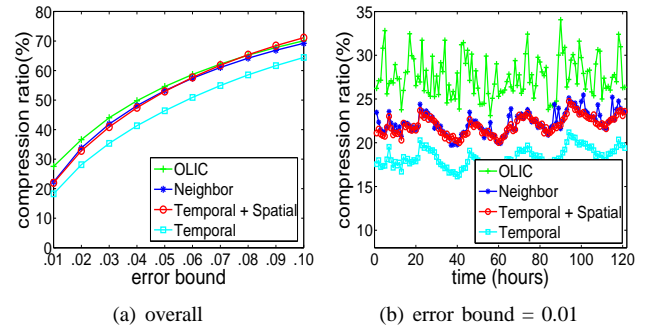 80
70
60
50
40
30
20
10
0
compression ratio(%)
.01 .02 .03 .04 .05 .06 .07 .08 .09 .10
error bound
OLIC
Neighbor
Temporal + Spatial
Temporal
(a) overall
35
30
25
20
15
10
compression ratio(%)
0 20 40 60 80 100 120
time (hours)
OLIC
Neighbor
Temporal + Spatial
Temporal
(b) error bound = 0.01